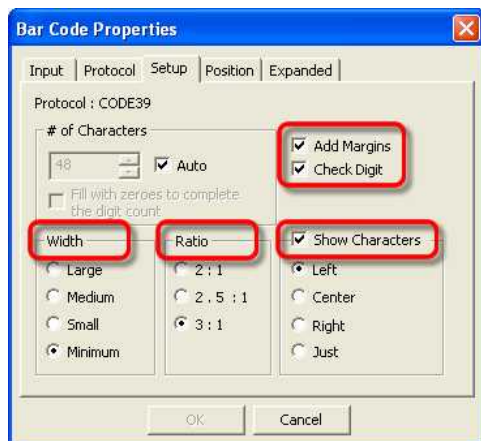 Bar Code Properties
Input Protocol Setup Position Expanded
Protocol : CODE39
# of Characters
48 Auto
Fill with zeroes to complete
the digit count
Add Margins
Check Digit
Width
Large
Medium
Small
Minimum
Ratio
2 : 1
2 . 5 : 1
3 : 1
Show Characters
Left
Center
Right
Just
OK Cancel